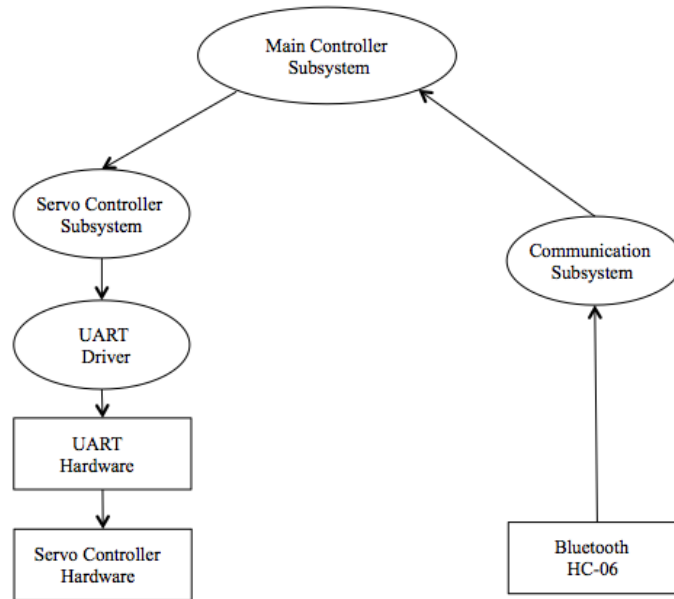 Main Controller
Subsystem
Servo Controller
Subsystem
Communication
Subsystem
UART
Driver
UART
Hardware
Servo Controller
Hardware
Bluetooth
HC-06